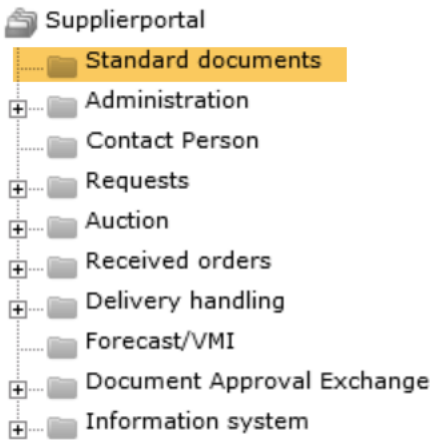 Supplierportal
Standard documents
Administration
Contact Person
Requests
Auction
Received orders
Delivery handling
Forecast/VMI
Document Approval Exchange
Information system